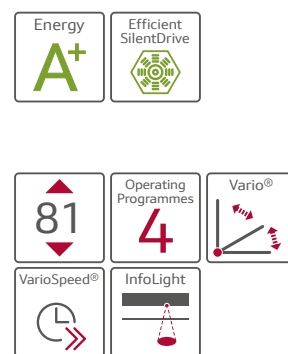 Energy
A+
Efficient
SilentDrive
81
Operating
Programmes
4
Vario®
VarioSpeed®
InfoLight